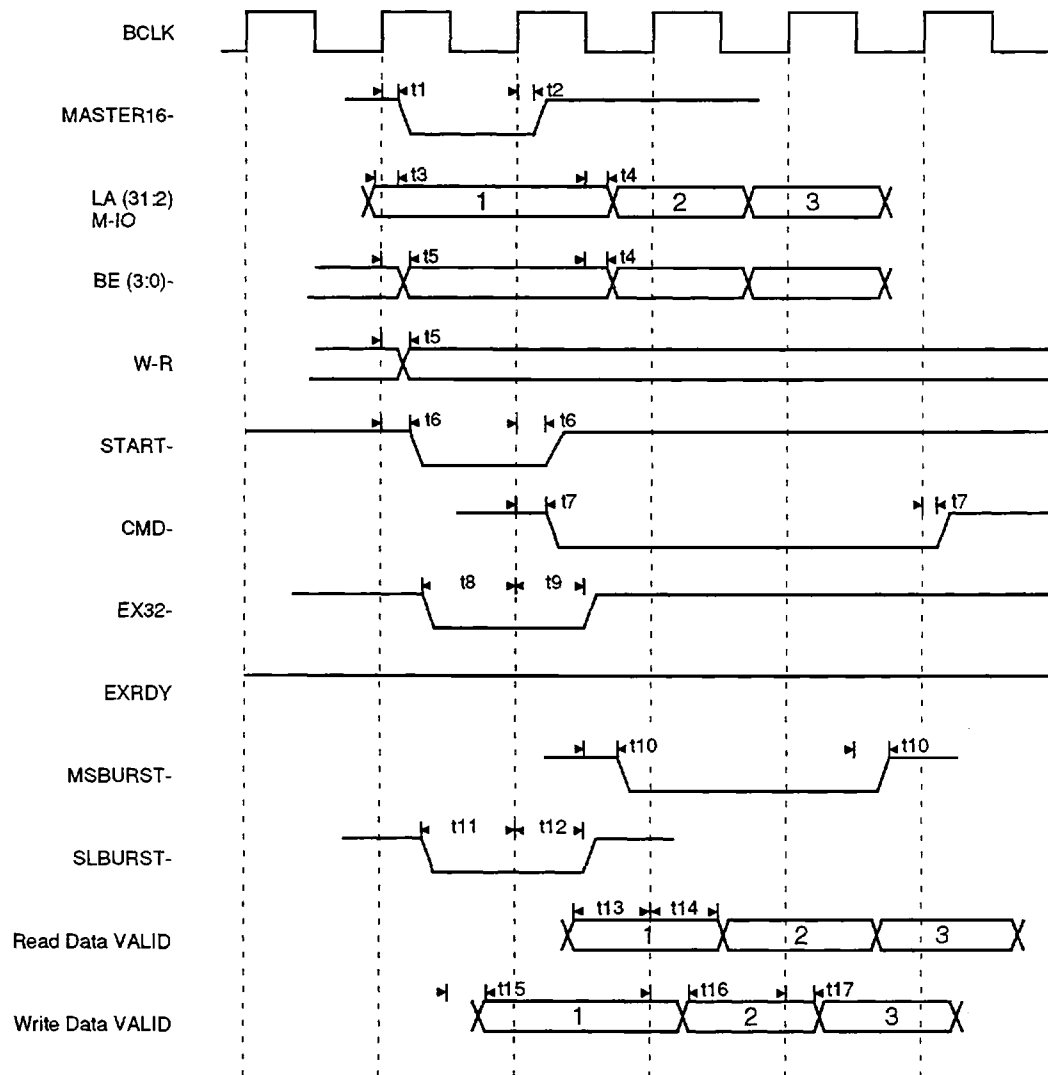 BCLK
t1 t2
MASTER16-
t3 t4
LA (31:2)
M-IO
1 2 3
t5 t4
BE (3:0)-
t5
W-R
t6 t6
START-
t7 t7
CMD-
t8 t9
EX32-
EXRDY
t10 t10
MSBURST-
t11 t12
SLBURST-
t13 t14
Read Data VALID 1 2 3
t15 t16 t17
Write Data VALID 1 2 3